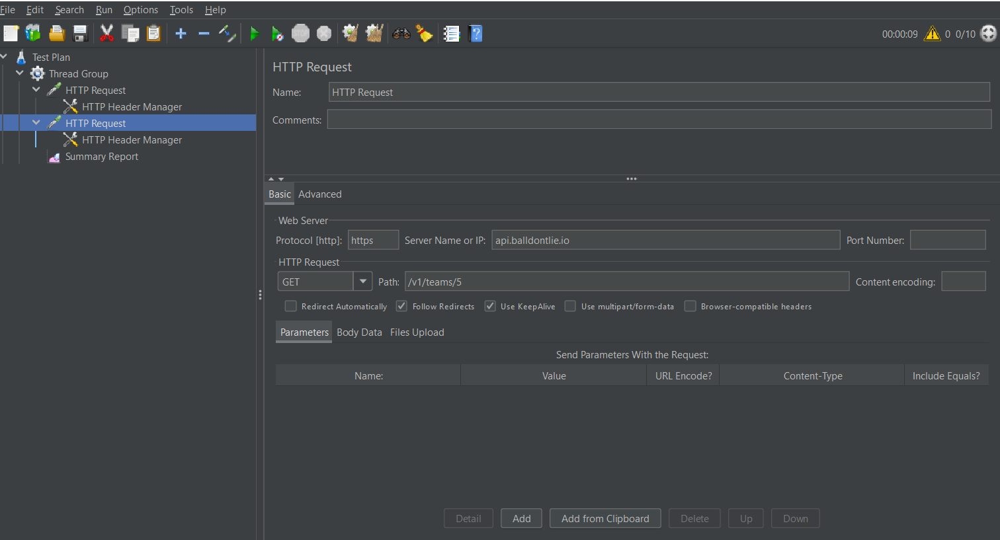 File Edit Search Run Options Tools Help
STOP 00:00:09 0 0/10
Test Plan
Thread Group
HTTP Request
HTTP Header Manager
HTTP Request
HTTP Header Manager
Summary Report
HTTP Request
Name: HTTP Request
Comments:
Basic Advanced
Web Server
Protocol [http]: https Server Name or IP: api.balldontlie.io Port Number:
HTTP Request
GET Path: /v1/teams/5 Content encoding:
Redirect Automatically Follow Redirects Use KeepAlive Use multipart/form-data Browser-compatible headers
Parameters Body Data Files Upload
Send Parameters With the Request:
Name: Value URL Encode? Content-Type Include Equals?
Detail Add Add from Clipboard Delete Up Down